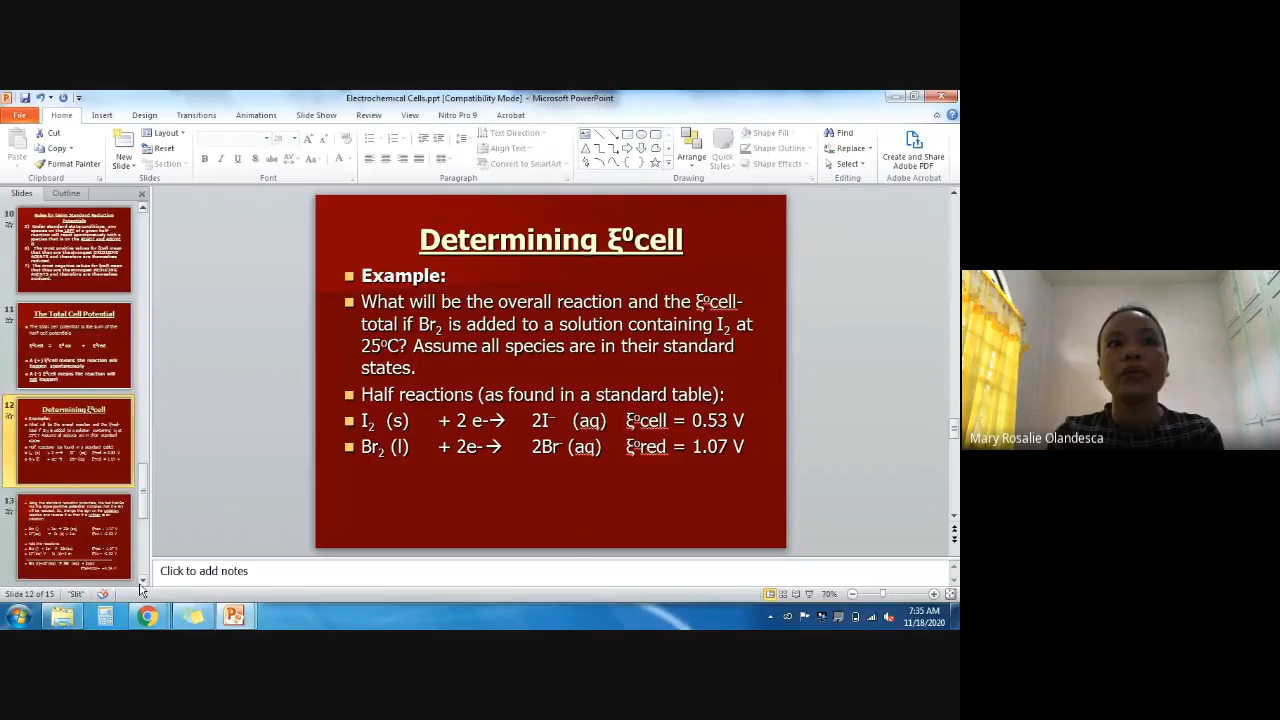 Electrochemical Cells.ppt [Compatibility Mode] - Microsoft PowerPoint
File Home Insert Design Transitions Animations Slide Show Review View Nitro Pro 9 Acrobat
Cut
Copy
Format Painter
Paste
Clipboard
New
Slide
Layout
Reset
Section
Slides
Font
Text Direction
Align Text
Convert to SmartArt
Paragraph
Arrange
Quick
Styles
Shape Fill
Shape Outline
Shape Effects
Drawing
Find
Replace
Select
Editing
Create and Share
Adobe PDF
Adobe Acrobat
Slides Outline
10
11
The Total Cell Potential
12
Determining ξ⁰cell
13
Determining ξ⁰cell
Example:
What will be the overall reaction and the ξ⁰cell-
total if Br₂ is added to a solution containing I₂ at
25⁰C? Assume all species are in their standard
states.
Half reactions (as found in a standard table):
I₂ (s) + 2 e-→ 2I⁻ (aq) ξ⁰cell = 0.53 V
Br₂ (l) + 2e-→ 2Br⁻ (aq) ξ⁰red = 1.07 V
Click to add notes
Slide 12 of 15 "Slit" 70%
7:35 AM
11/18/2020
Mary Rosalie Olandesca